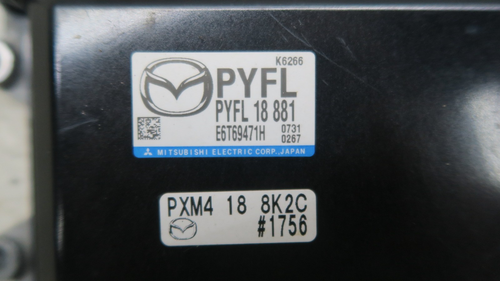 K6266
PYFL
PYFL 18 881
E6T69471H
0731
0267
MITSUBISHI ELECTRIC CORP., JAPAN
PXM4 18 8K2C
#1756